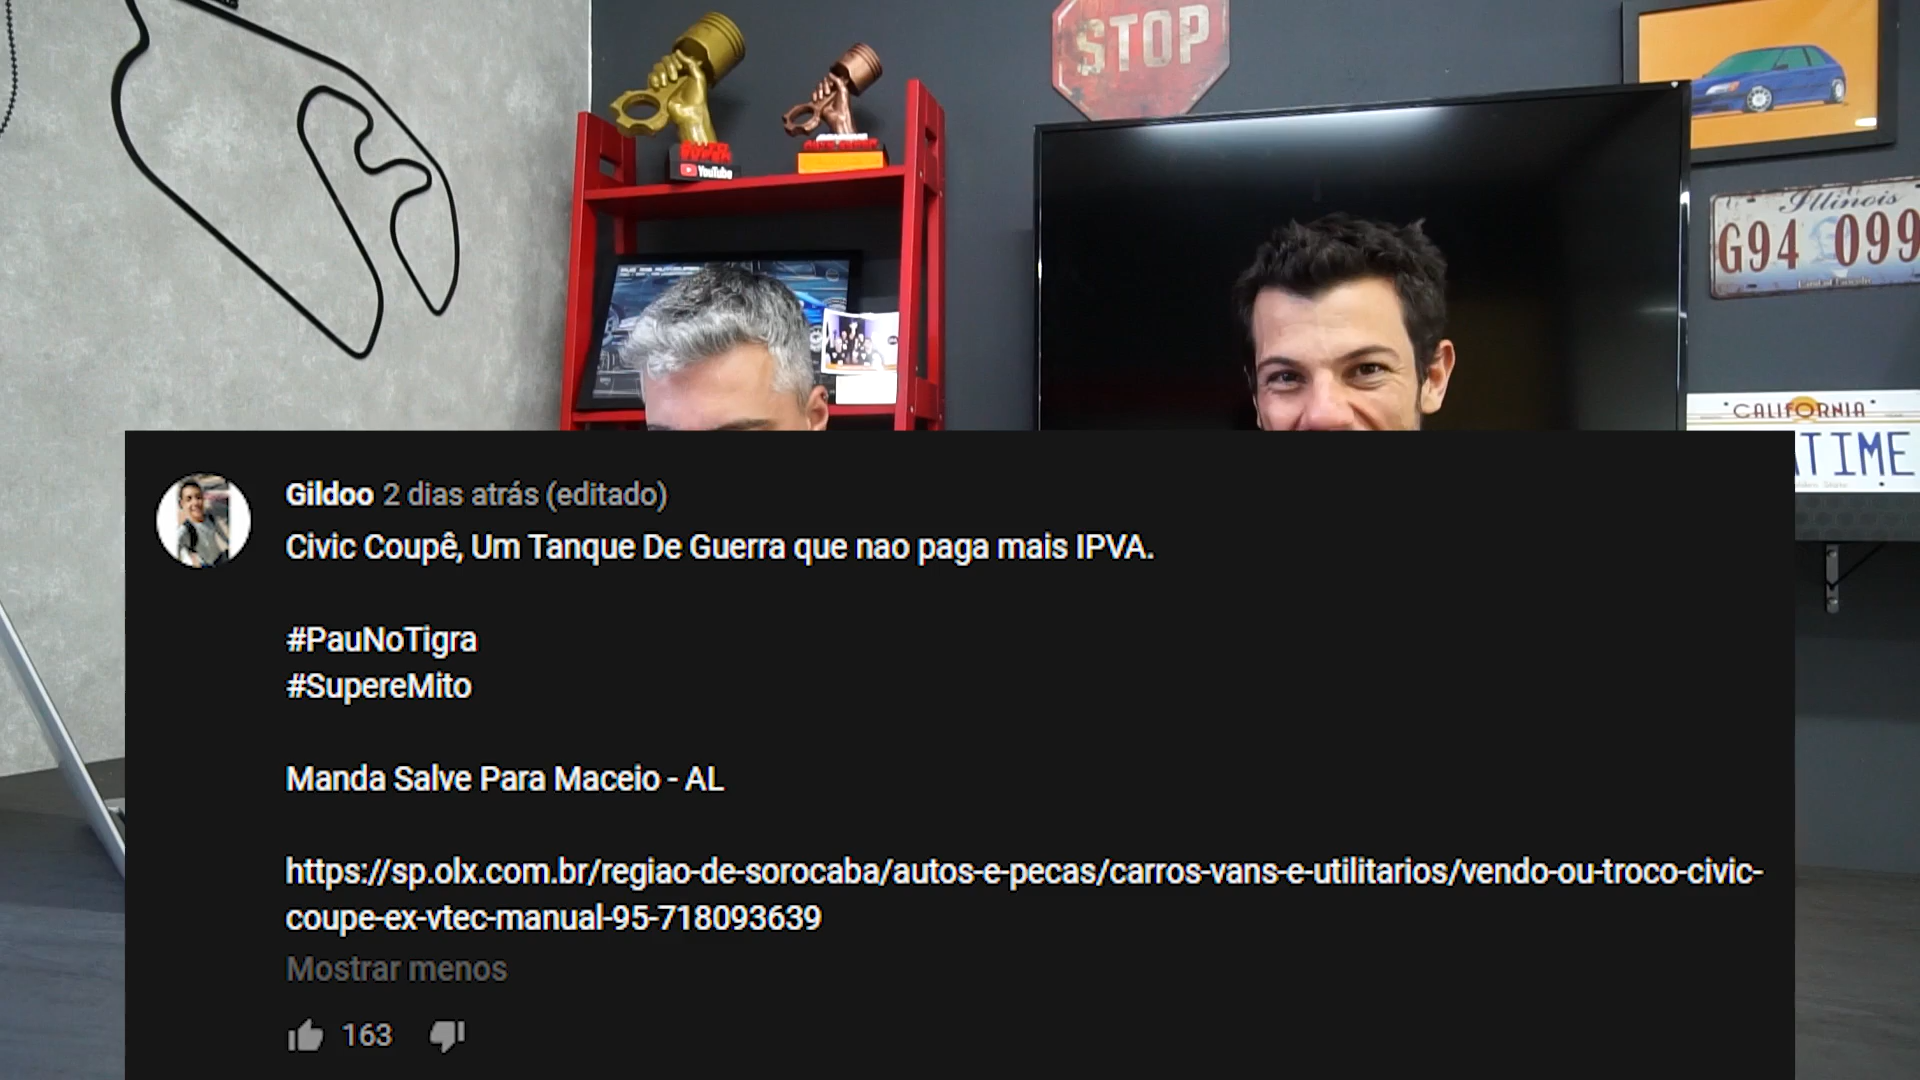 STOP
YouTube
Illinois
G94 099
CALIFORNIA
TIME
Gildoo 2 dias atrás (editado)
Civic Coupê, Um Tanque De Guerra que nao paga mais IPVA.
#PauNoTigra
#SupereMito
Manda Salve Para Maceio - AL
https://sp.olx.com.br/regiao-de-sorocaba/autos-e-pecas/carros-vans-e-utilitarios/vendo-ou-troco-civic-
coupe-ex-vtec-manual-95-718093639
Mostrar menos
163